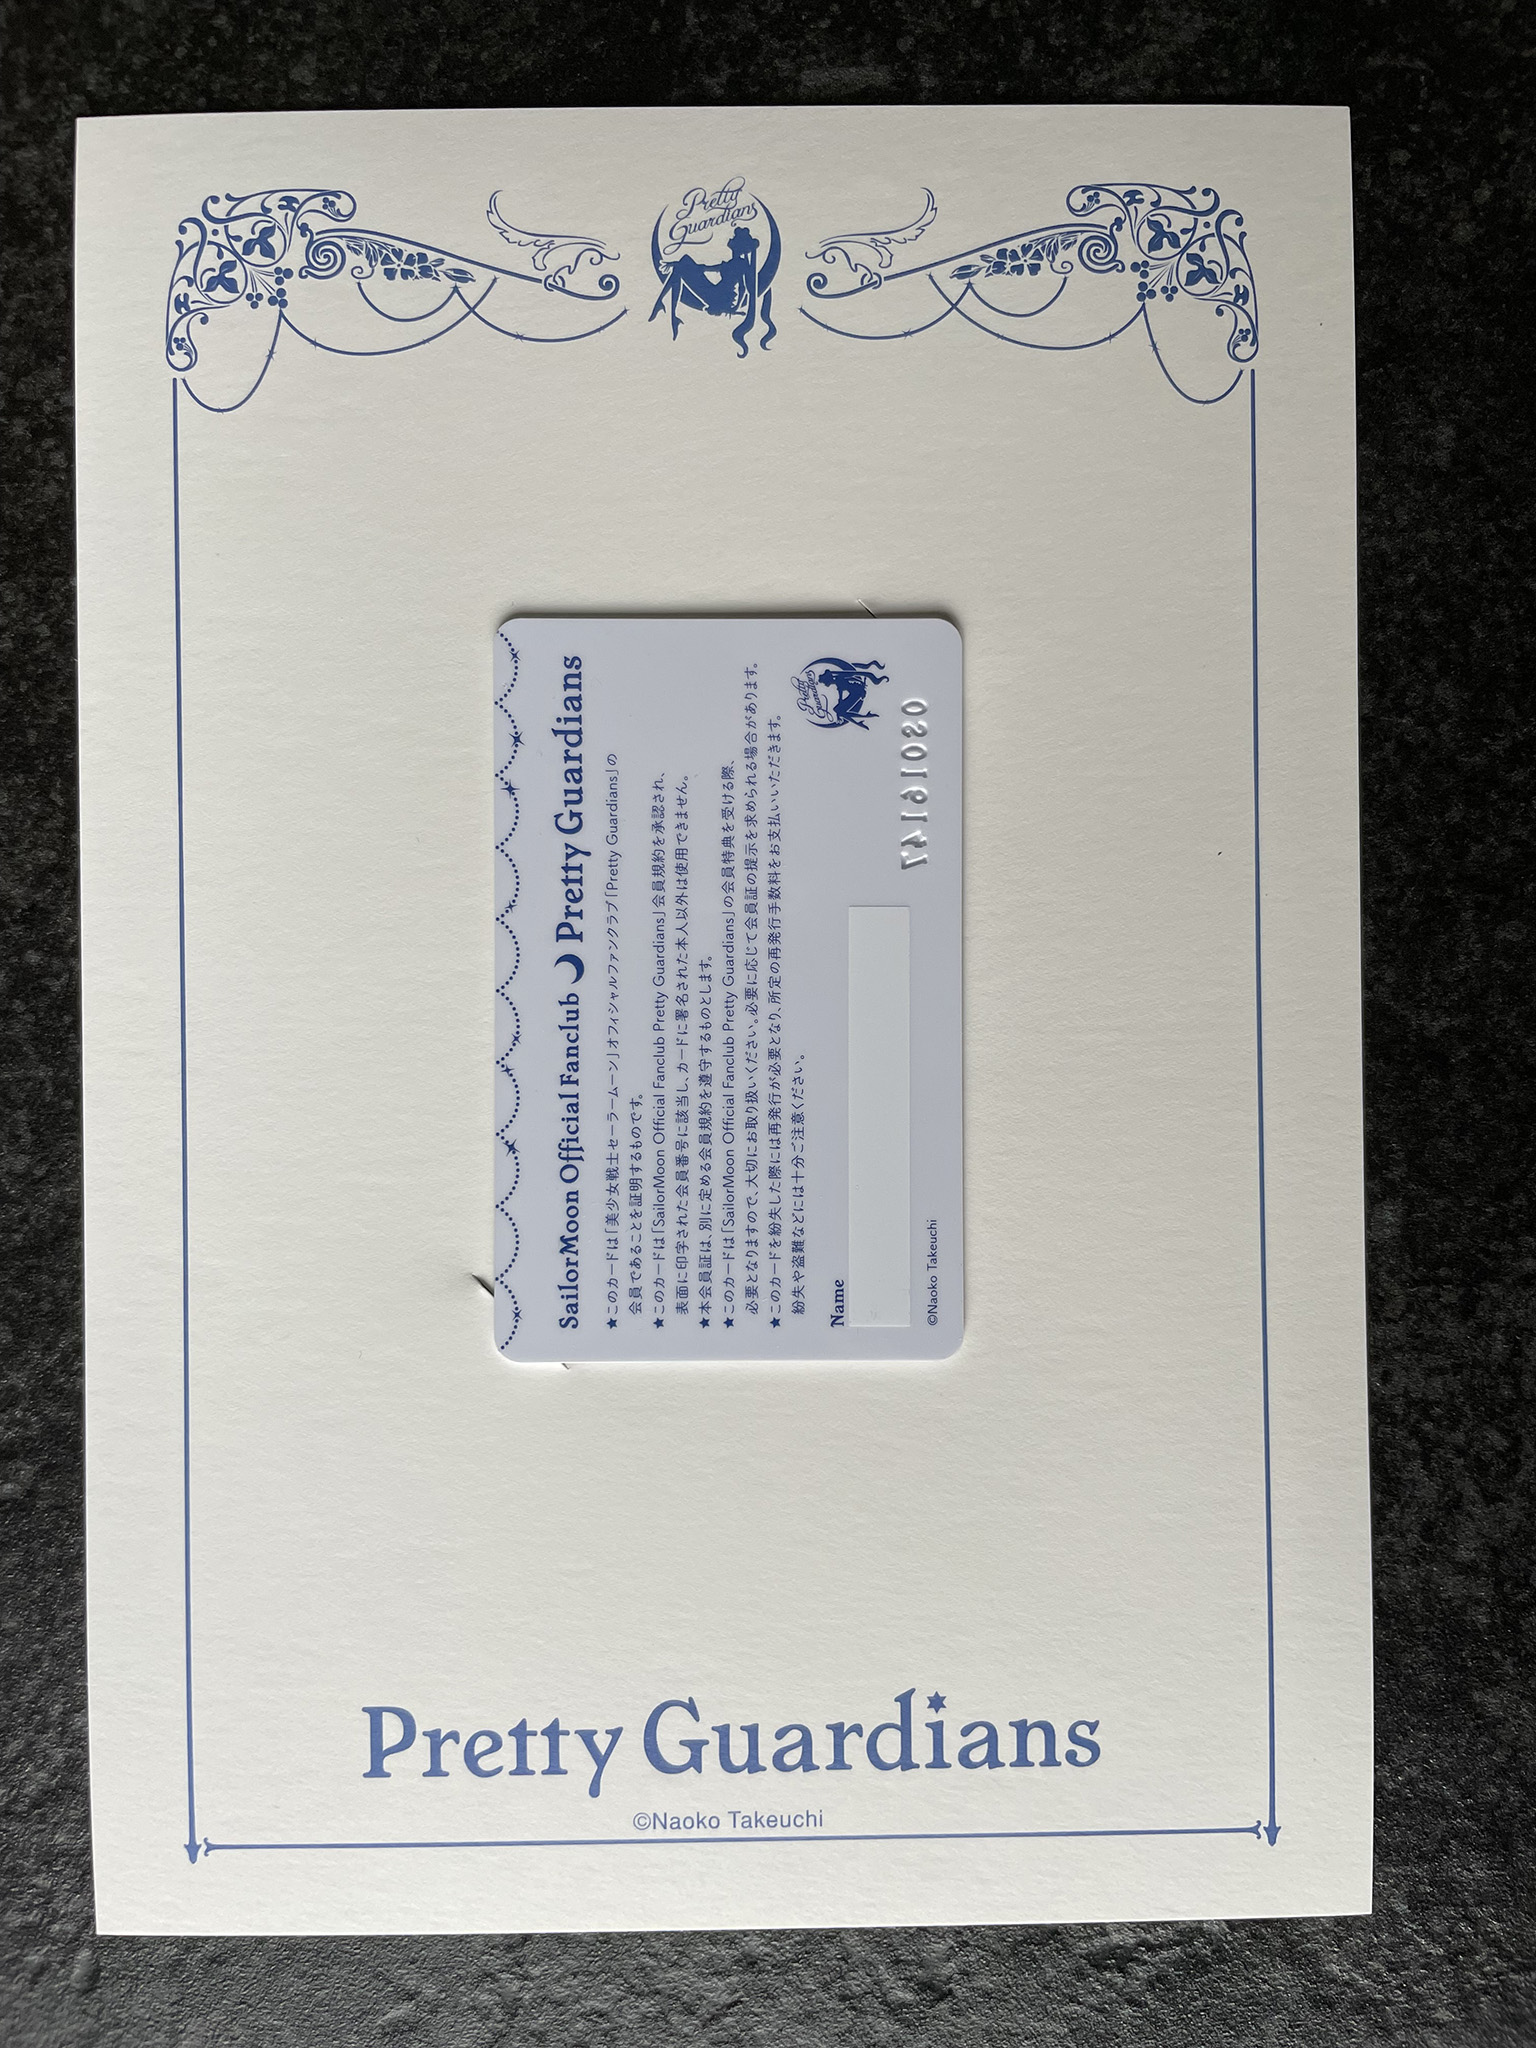 Pretty
Guardians
SailorMoon Official Fanclub Pretty Guardians
★このカードは「美少女戦士セーラームーン」オフィシャルファンクラブ「Pretty Guardians」の
会員であることを証明するものです。
★このカードは「SailorMoon Official Fanclub Pretty Guardians」会員規約を承認され、
表面に印字された会員番号に該当し、カードに署名された本人以外は使用できません。
★本会員証は、別に定める会員規約を遵守するものとします。
★このカードは「SailorMoon Official Fanclub Pretty Guardians」の会員特典を受ける際、
必要となりますので、大切にお取り扱いください。必要に応じて会員証の提示を求められる場合があります。
★このカードを紛失した際には再発行が必要となり、所定の再発行手数料をお支払いいただきます。
紛失や盗難などには十分ご注意ください。
Pretty
Guardians
Name
©Naoko Takeuchi
Pretty Guardians
©Naoko Takeuchi